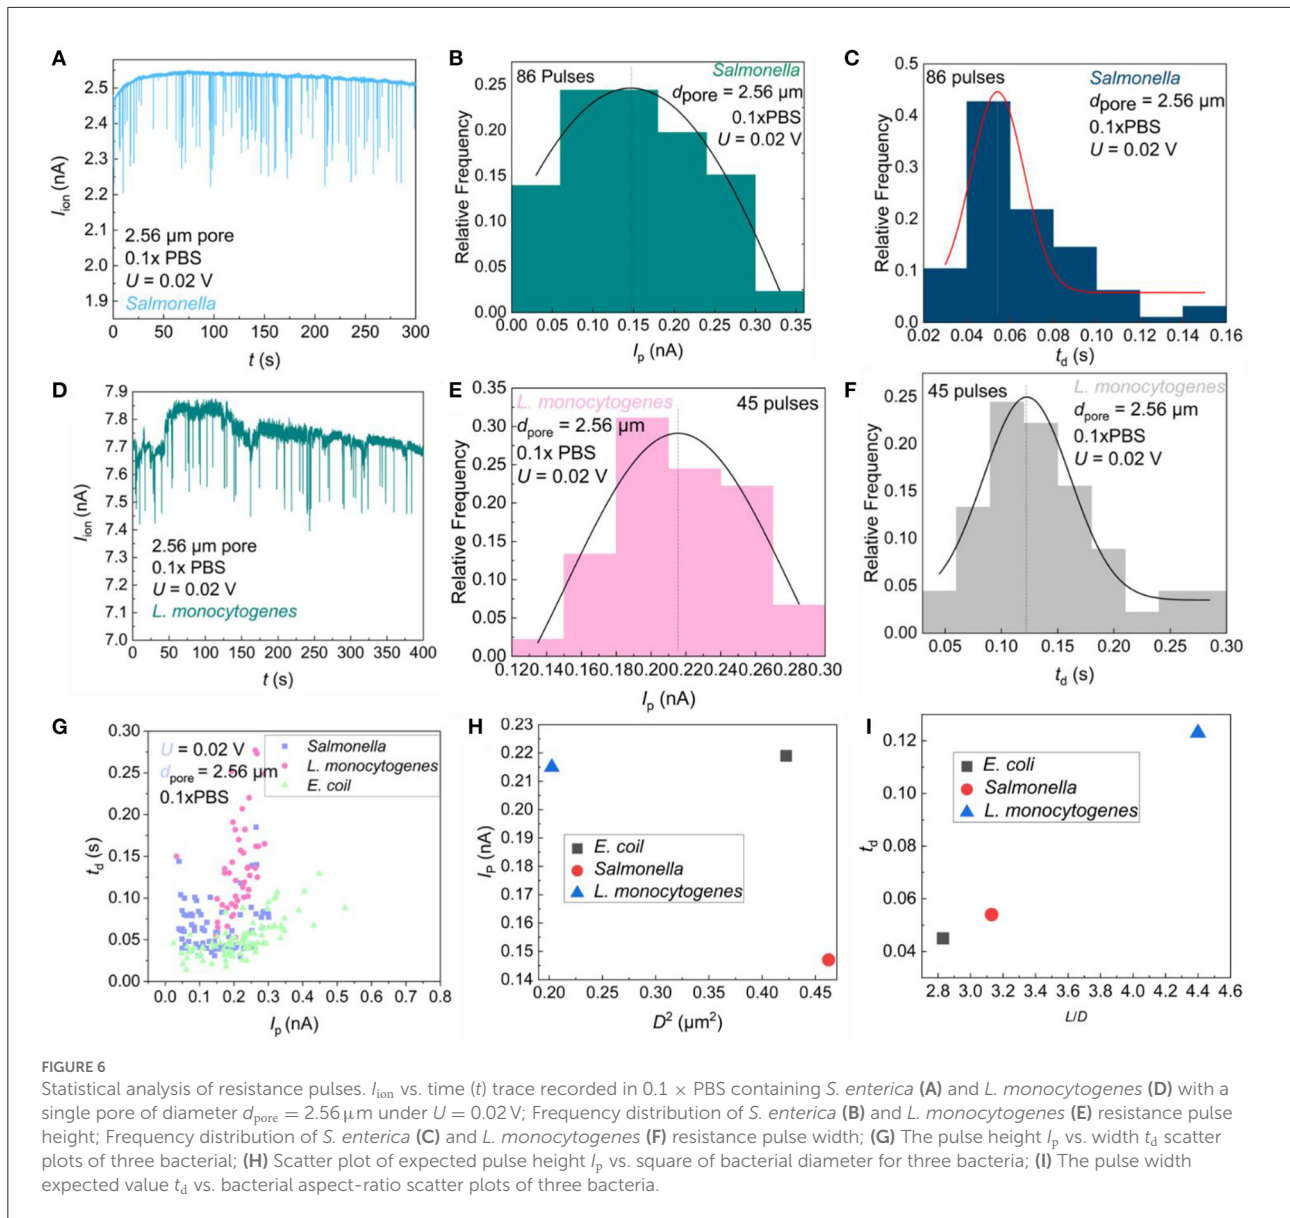 A
2.5
2.4
2.3
2.2
2.1
2.0
1.9
I_ion (nA)
2.56 µm pore
0.1x PBS
U = 0.02 V
Salmonella
0 50 100 150 200 250 300
t (s)
B
86 Pulses
Salmonella
d_pore = 2.56 µm
0.1xPBS
U = 0.02 V
0.25
0.20
0.15
0.10
0.05
0.00
Relative Frequency
0.00 0.05 0.10 0.15 0.20 0.25 0.30 0.35
I_p (nA)
C
86 pulses
Salmonella
d_pore = 2.56 µm
0.1xPBS
U = 0.02 V
0.5
0.4
0.3
0.2
0.1
0.0
Relative Frequency
0.02 0.04 0.06 0.08 0.10 0.12 0.14 0.16
t_d (s)
D
7.9
7.8
7.7
7.6
7.5
7.4
7.3
7.2
7.1
7.0
I_ion (nA)
2.56 µm pore
0.1x PBS
U = 0.02 V
L. monocytogenes
0 50 100 150 200 250 300 350 400
t (s)
E
L. monocytogenes
45 pulses
d_pore = 2.56 µm
0.1x PBS
U = 0.02 V
0.35
0.30
0.25
0.20
0.15
0.10
0.05
0.00
Relative Frequency
0.12 0.14 0.16 0.18 0.20 0.22 0.24 0.26 0.28 0.30
I_p (nA)
F
45 pulses
L. monocytogenes
d_pore = 2.56 µm
0.1xPBS
U = 0.02 V
0.25
0.20
0.15
0.10
0.05
0.00
Relative Frequency
0.05 0.10 0.15 0.20 0.25 0.30
t_d (s)
G
U = 0.02 V
d_pore = 2.56 µm
0.1xPBS
Salmonella
L. monocytogenes
E. coil
0.30
0.25
0.20
0.15
0.10
0.05
0.00
t_d (s)
0.0 0.1 0.2 0.3 0.4 0.5 0.6 0.7 0.8
I_p (nA)
H
0.23
0.22
0.21
0.20
0.19
0.18
0.17
0.16
0.15
0.14
I_P (nA)
E. coil
Salmonella
L. monocytogenes
0.20 0.25 0.30 0.35 0.40 0.45
D² (µm²)
I
0.12
0.10
0.08
0.06
0.04
t_d
E. coli
Salmonella
L. monocytogenes
2.8 3.0 3.2 3.4 3.6 3.8 4.0 4.2 4.4 4.6
L/D
FIGURE 6
Statistical analysis of resistance pulses. I_ion vs. time (t) trace recorded in 0.1 × PBS containing S. enterica (A) and L. monocytogenes (D) with a
single pore of diameter d_pore = 2.56 µm under U = 0.02 V; Frequency distribution of S. enterica (B) and L. monocytogenes (E) resistance pulse
height; Frequency distribution of S. enterica (C) and L. monocytogenes (F) resistance pulse width; (G) The pulse height I_p vs. width t_d scatter
plots of three bacterial; (H) Scatter plot of expected pulse height I_p vs. square of bacterial diameter for three bacteria; (I) The pulse width
expected value t_d vs. bacterial aspect-ratio scatter plots of three bacteria.